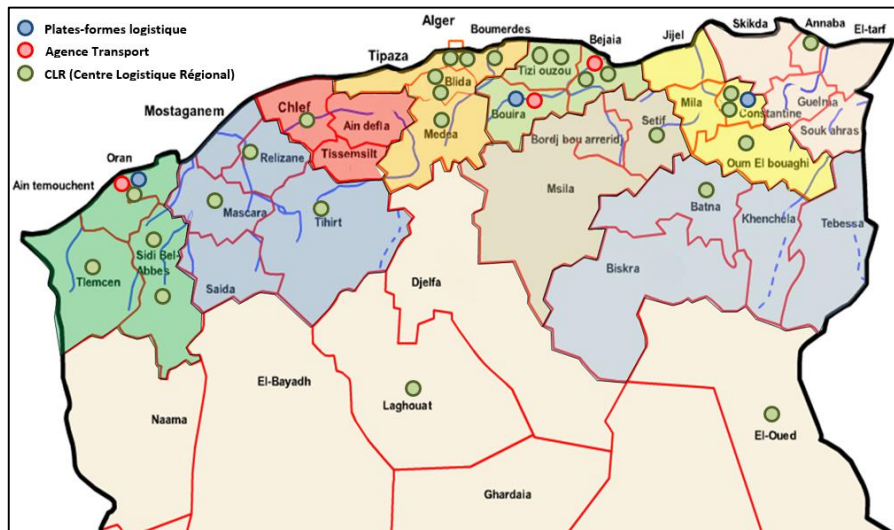 Plates-formes logistique
Agence Transport
CLR (Centre Logistique Régional)
Alger
Boumerdes
Tipaza
Bejaia
Jijel
Skikda
Annaba
El-tarf
Tizi ouzou
Blida
Mostaganem
Chlef
Mila
Constantine
Guelma
Ain defla
Medea
Bouira
Setif
Bordj bou arreridj
Souk ahras
Oran
Relizane
Tissemsilt
Oum El bouaghi
Ain temouchent
Mascara
Tihirt
Msila
Batna
Khenchela
Tebessa
Sidi Bel-
Abbes
Tlemcen
Saida
Djelfa
Biskra
El-Bayadh
Laghouat
Naama
El-Oued
Ghardaia